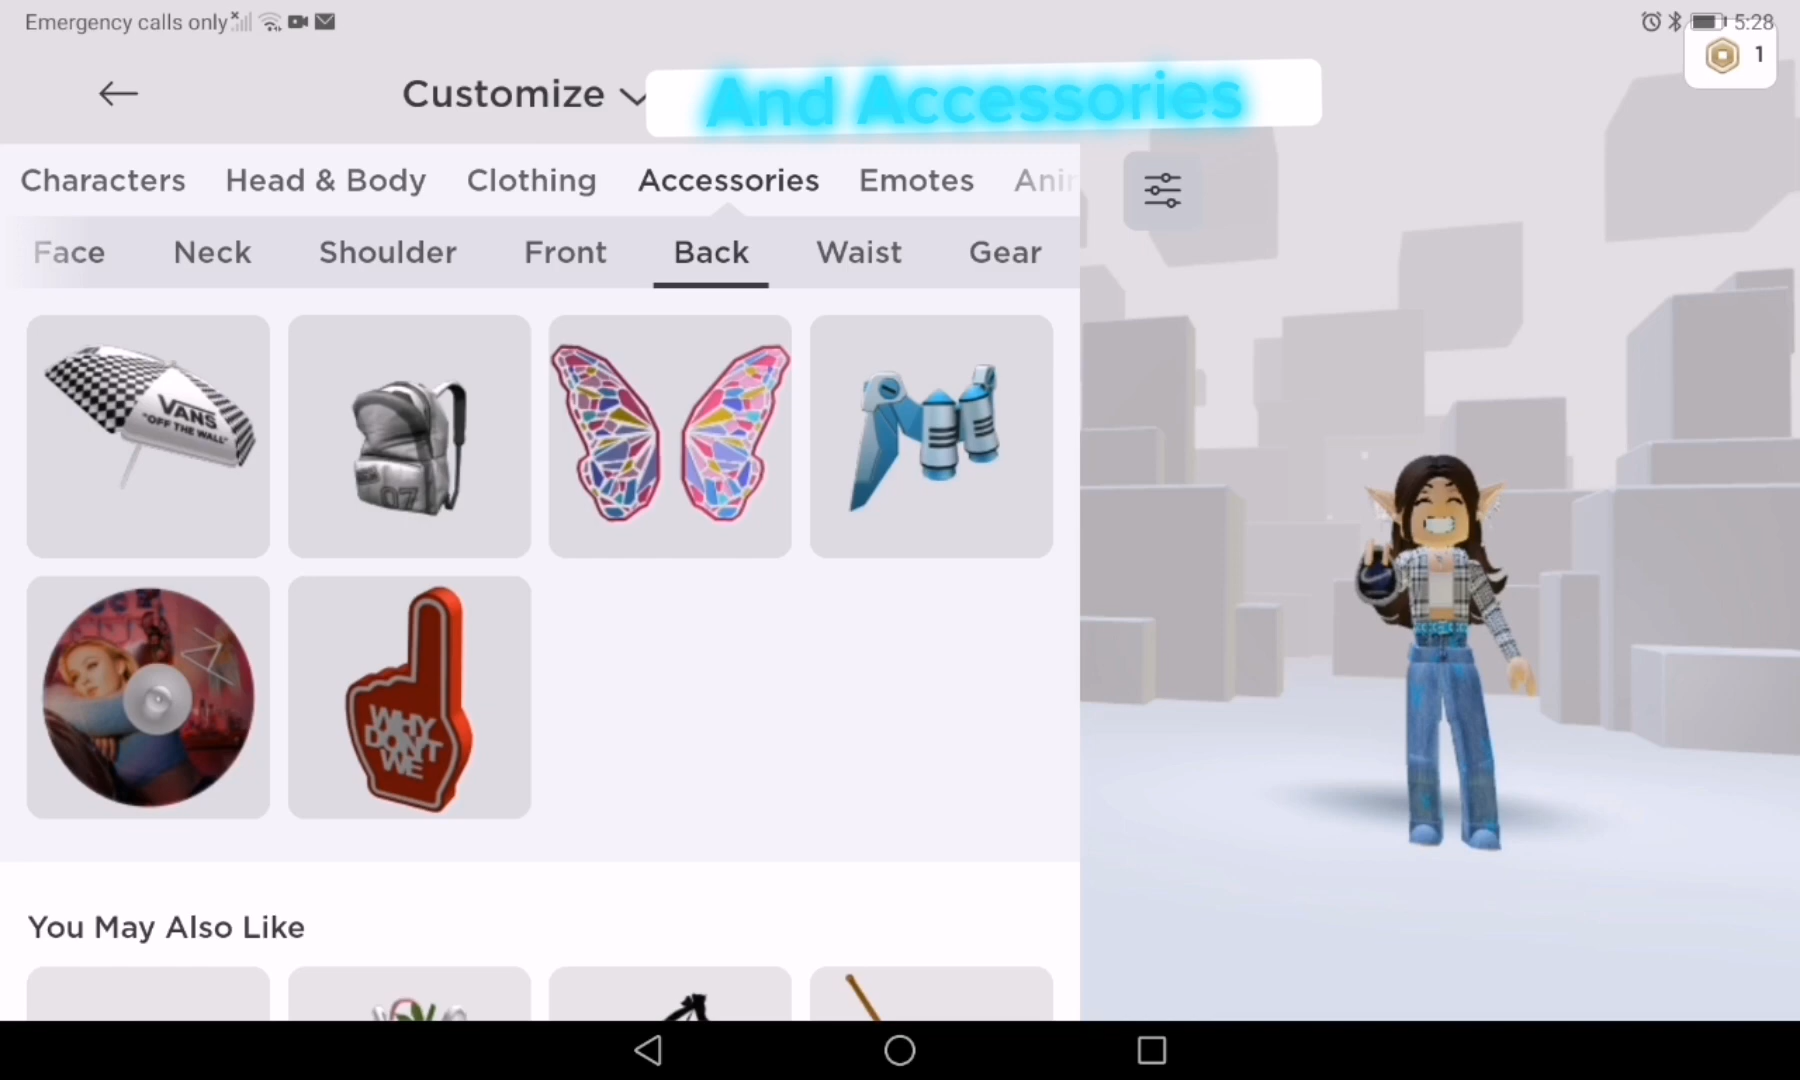 Emergency calls only
5:28
1
Customize
And Accessories
Characters Head & Body Clothing Accessories Emotes Ani
Face Neck Shoulder Front Back Waist Gear
VANS
"OFF THE WALL"
07
WHY
DON'T
WE
You May Also Like